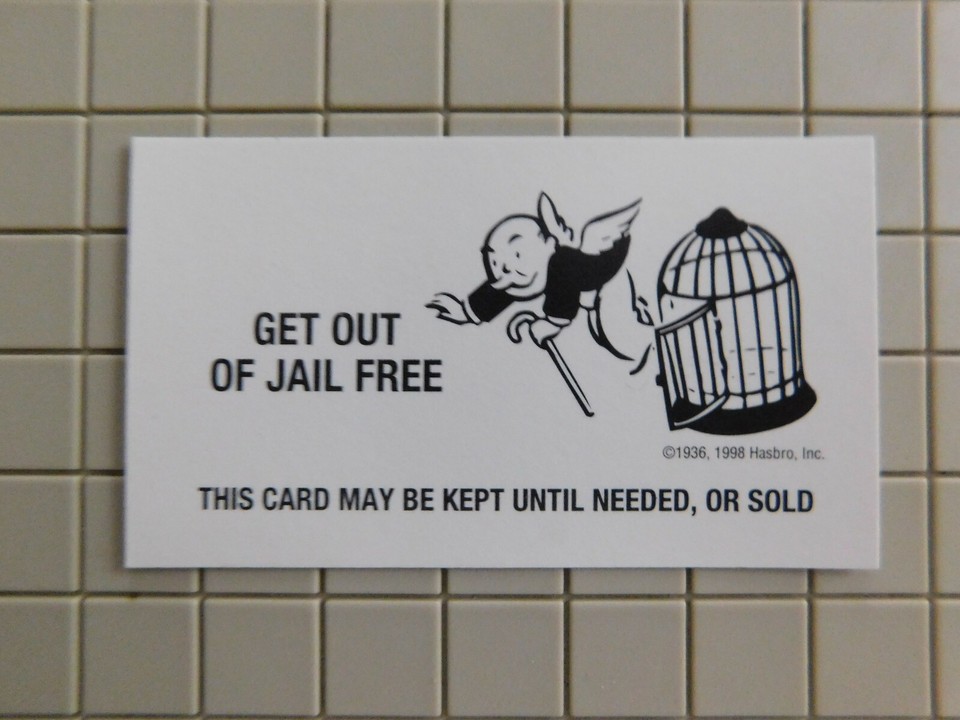 GET OUT
OF JAIL FREE
©1936, 1998 Hasbro, Inc.
THIS CARD MAY BE KEPT UNTIL NEEDED, OR SOLD